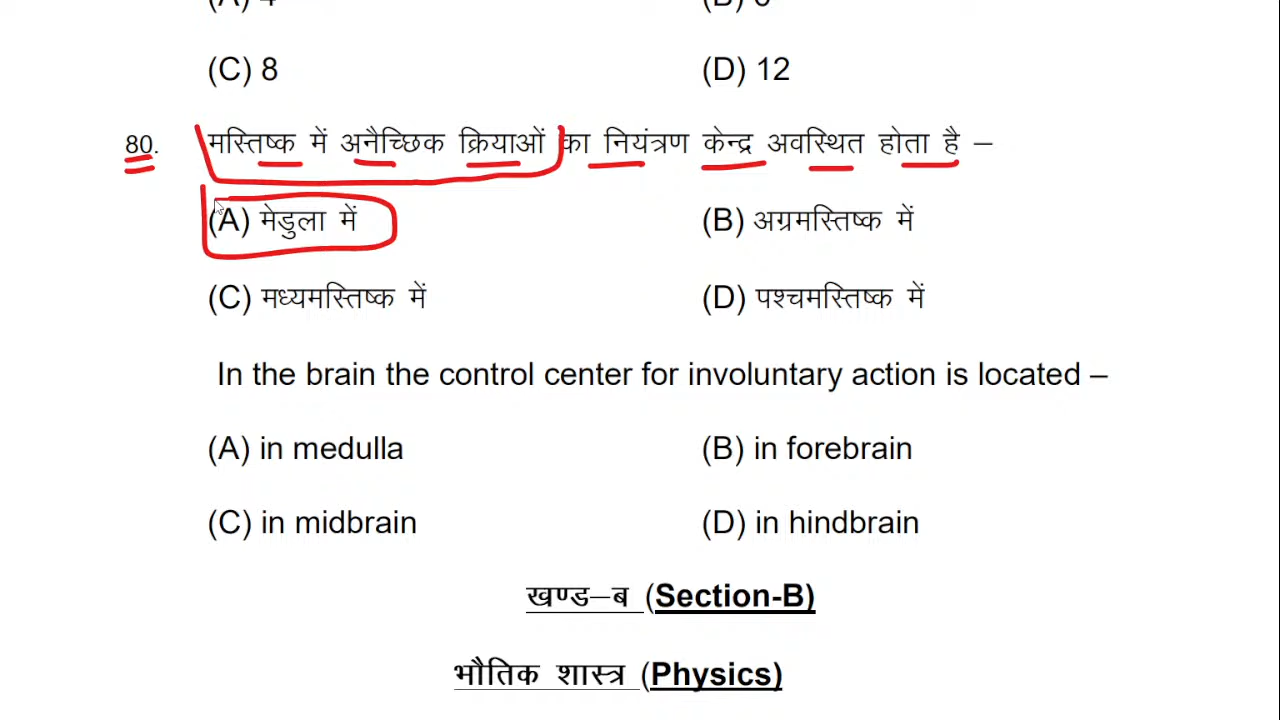 (C) 8 (D) 12
80. मस्तिष्क में अनैच्छिक क्रियाओं का नियंत्रण केन्द्र अवस्थित होता है –
(A) मेडुला में (B) अग्रमस्तिष्क में
(C) मध्यमस्तिष्क में (D) पश्चमस्तिष्क में
In the brain the control center for involuntary action is located –
(A) in medulla (B) in forebrain
(C) in midbrain (D) in hindbrain
खण्ड–ब (Section-B)
भौतिक शास्त्र (Physics)